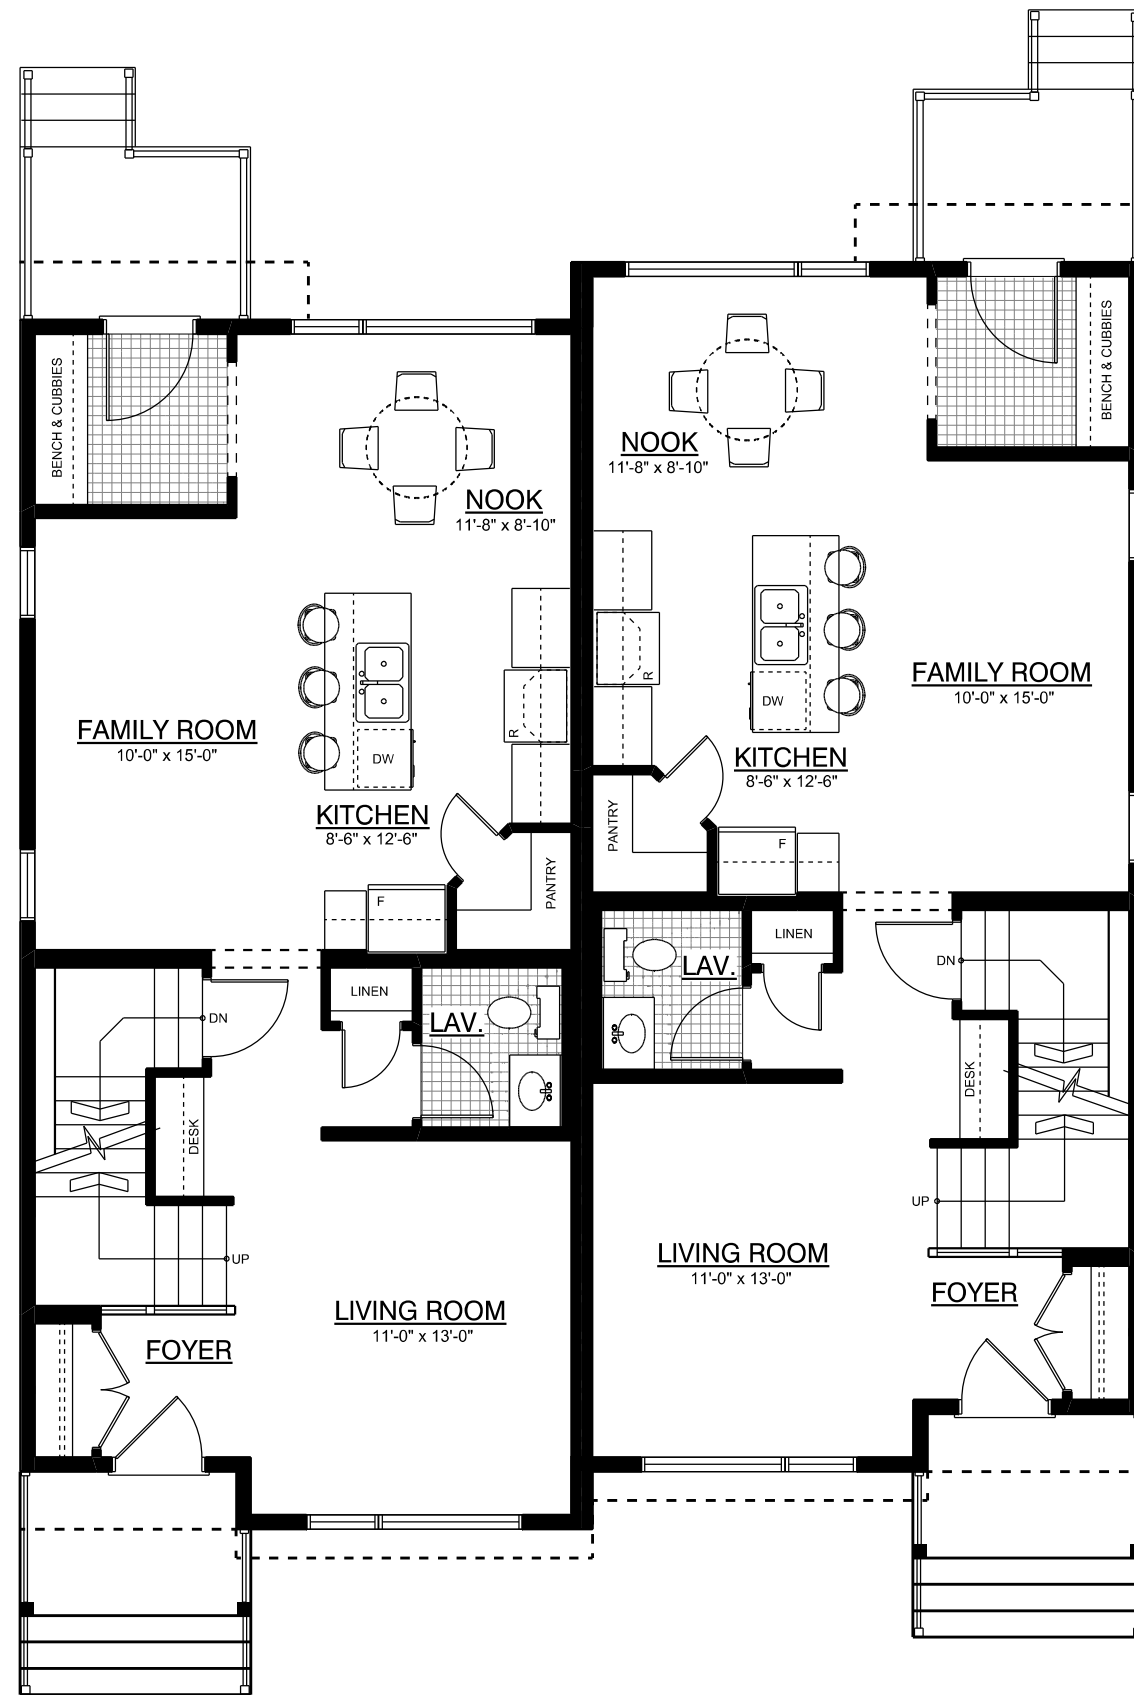 BENCH & CUBBIES
NOOK
11'-8" x 8'-10"
FAMILY ROOM
10'-0" x 15'-0"
R
DW
KITCHEN
8'-6" x 12'-6"
F
PANTRY
LINEN
LAV.
DN
DESK
UP
LIVING ROOM
11'-0" x 13'-0"
FOYER
BENCH & CUBBIES
NOOK
11'-8" x 8'-10"
FAMILY ROOM
10'-0" x 15'-0"
R
DW
KITCHEN
8'-6" x 12'-6"
PANTRY
F
LINEN
LAV.
DN
DESK
UP
LIVING ROOM
11'-0" x 13'-0"
FOYER